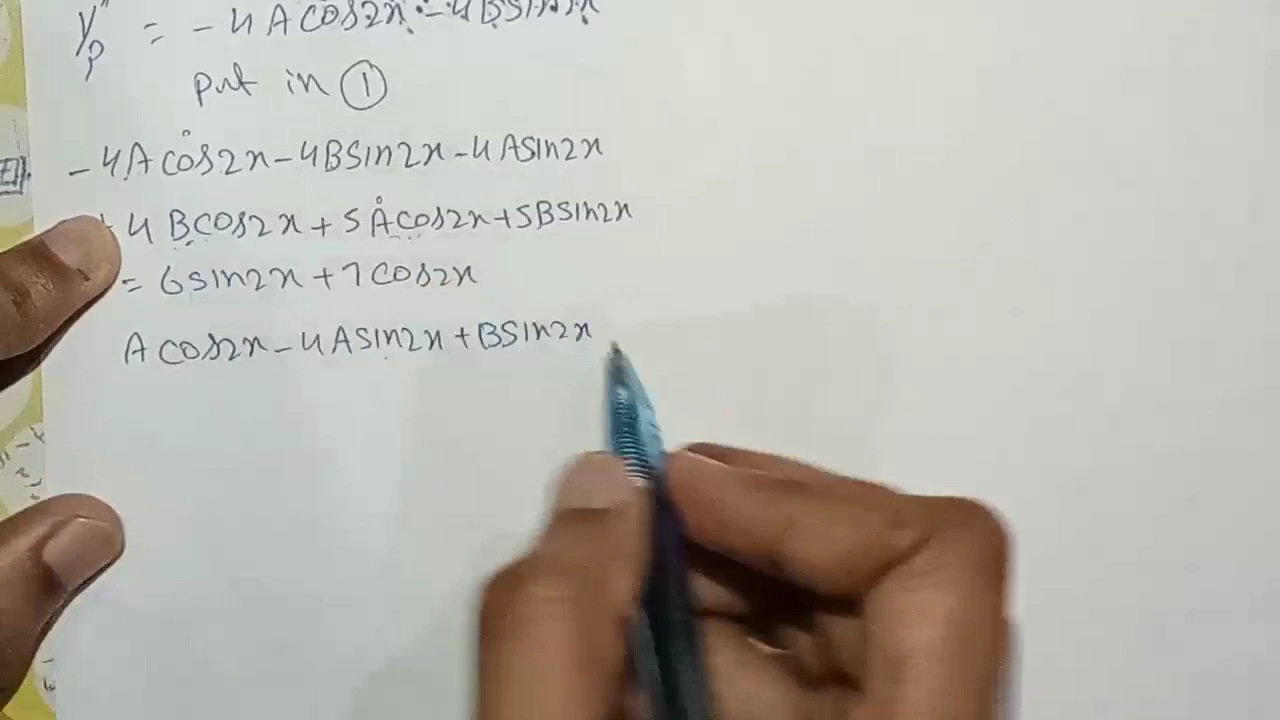 y"p = -4Acos2x - 4Bsin2x
put in ①
-4Acos2x-4Bsin2x-4Asin2x
+4Bcos2x+5Acos2x+5Bsin2x
= 6sin2x+7cos2x
Acos2x-4Asin2x+Bsin2x